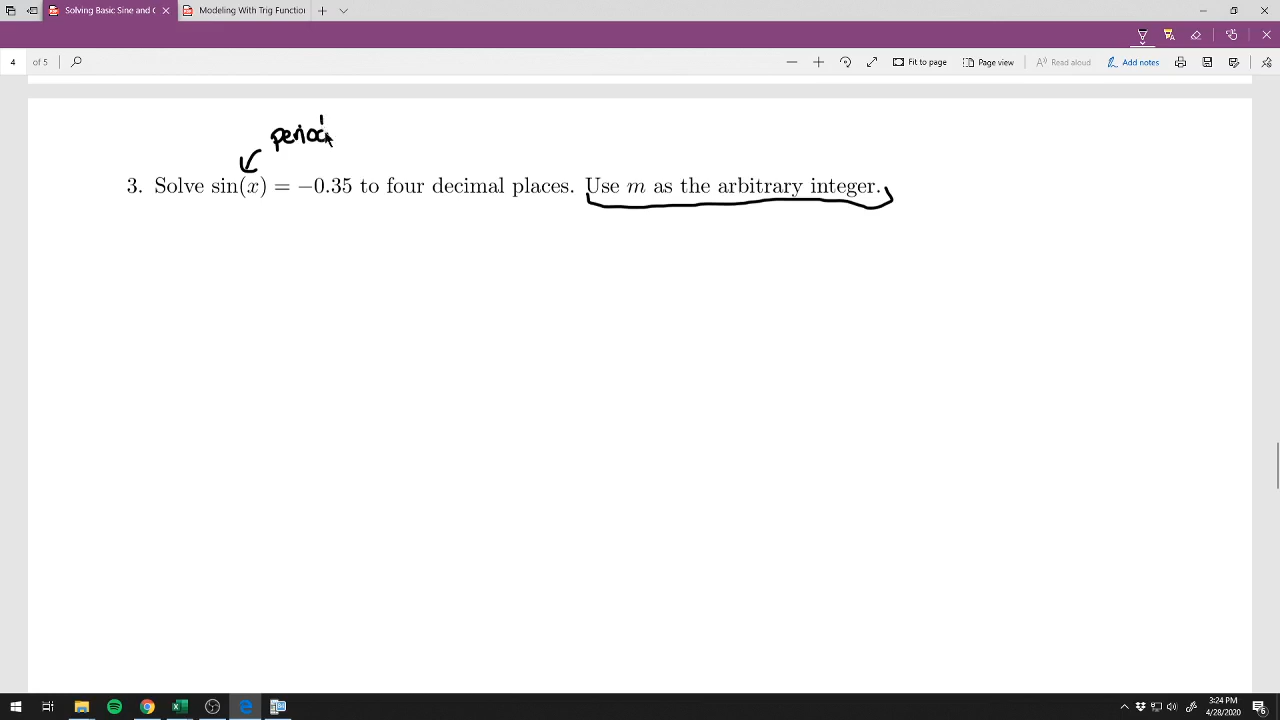 Solving Basic Sine and C
Modeling With Trig Function
4 of 5
Fit to page
Page view
Read aloud
Add notes
period
3. Solve sin(x) = −0.35 to four decimal places. Use m as the arbitrary integer.
3:24 PM
4/28/2020